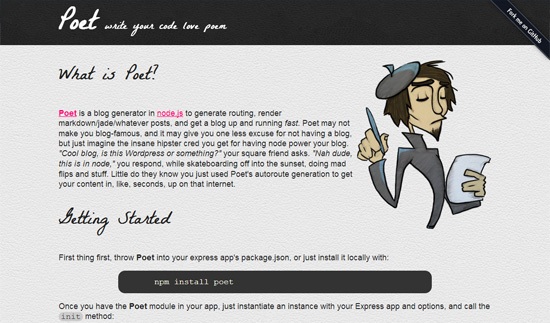 Poet write your code love poem
Fork me on GitHub
What is Poet?
Poet is a blog generator in node.js to generate routing, render
markdown/jade/whatever posts, and get a blog up and running fast. Poet may not
make you blog-famous, and it may give you one less excuse for not having a blog,
but just imagine the insane hipster cred you get for having node power your blog.
"Cool blog, is this Wordpress or something?" your square friend asks. "Nah dude,
this is in node," you respond, while skateboarding off into the sunset, doing mad
flips and stuff. Little do they know you just used Poet's autoroute generation to get
your content in, like, seconds, up on that internet.
Getting Started
First thing first, throw Poet into your express app's package.json, or just install it locally with:
npm install poet
Once you have the Poet module in your app, just instantiate an instance with your Express app and options, and call the
init method: